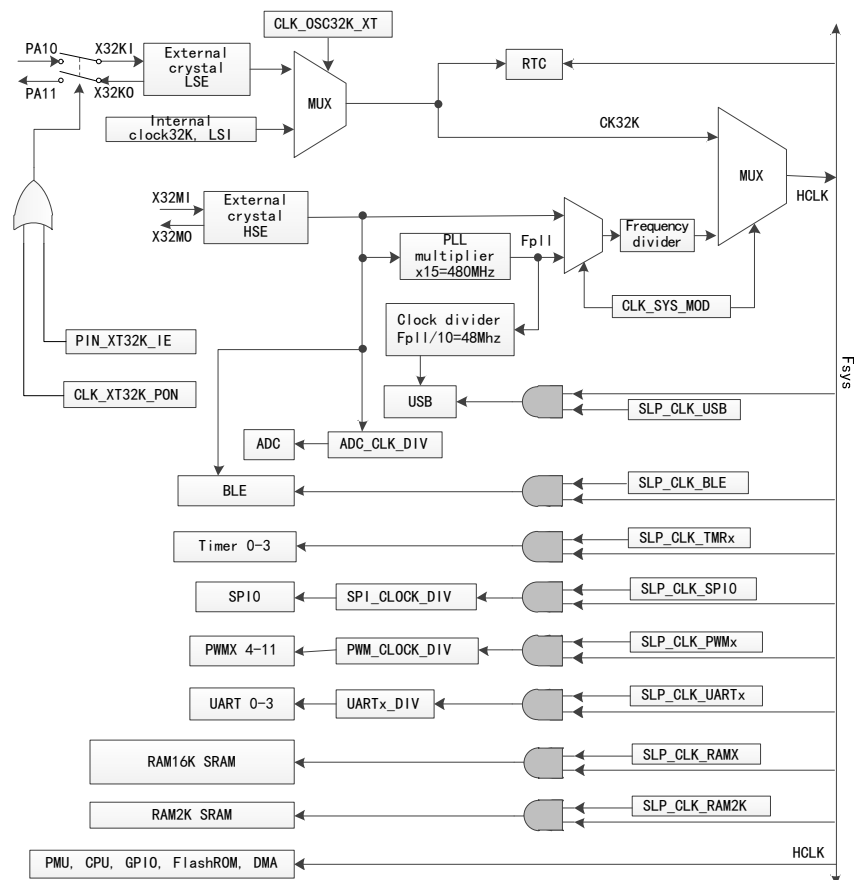 CLK_OSC32K_XT
PA10
X32KI
PA11
X32KO
External
crystal
LSE
MUX
RTC
Internal
clock32K, LSI
CK32K
MUX
HCLK
X32MI
X32MO
External
crystal
HSE
PLL
multiplier
x15=480MHz
Fpll
Frequency
divider
CLK_SYS_MOD
Clock divider
Fpll/10=48Mhz
PIN_XT32K_IE
CLK_XT32K_PON
Fsys
USB
SLP_CLK_USB
ADC
ADC_CLK_DIV
BLE
SLP_CLK_BLE
Timer 0-3
SLP_CLK_TMRx
SPI0
SPI_CLOCK_DIV
SLP_CLK_SPI0
PWMX 4-11
PWM_CLOCK_DIV
SLP_CLK_PWMx
UART 0-3
UARTx_DIV
SLP_CLK_UARTx
RAM16K SRAM
SLP_CLK_RAMX
RAM2K SRAM
SLP_CLK_RAM2K
PMU, CPU, GPIO, FlashROM, DMA
HCLK